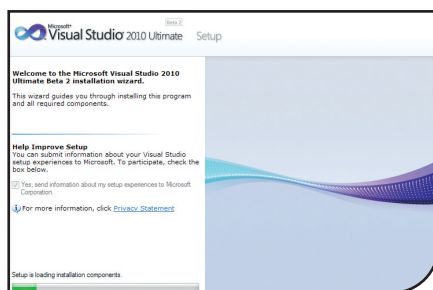 Beta 2
Microsoft®
Visual Studio® 2010 Ultimate Setup
Welcome to the Microsoft Visual Studio 2010
Ultimate Beta 2 installation wizard.
This wizard guides you through installing this program
and all required components.
Help Improve Setup
You can submit information about your Visual Studio
setup experiences to Microsoft. To participate, check the
box below.
Yes, send information about my setup experiences to Microsoft
Corporation.
For more information, click Privacy Statement
Setup is loading installation components.